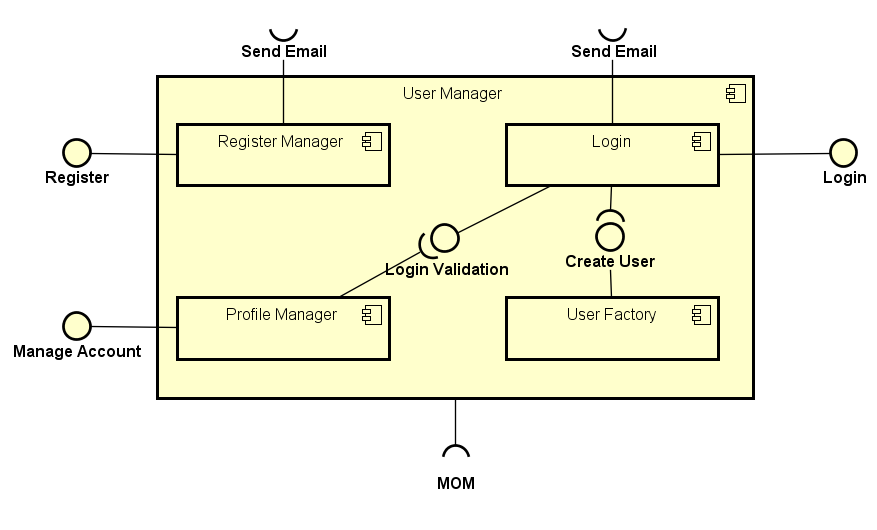 Send Email
Send Email
User Manager
Register Manager
Login
Register
Login
Login Validation
Create User
Profile Manager
User Factory
Manage Account
MOM